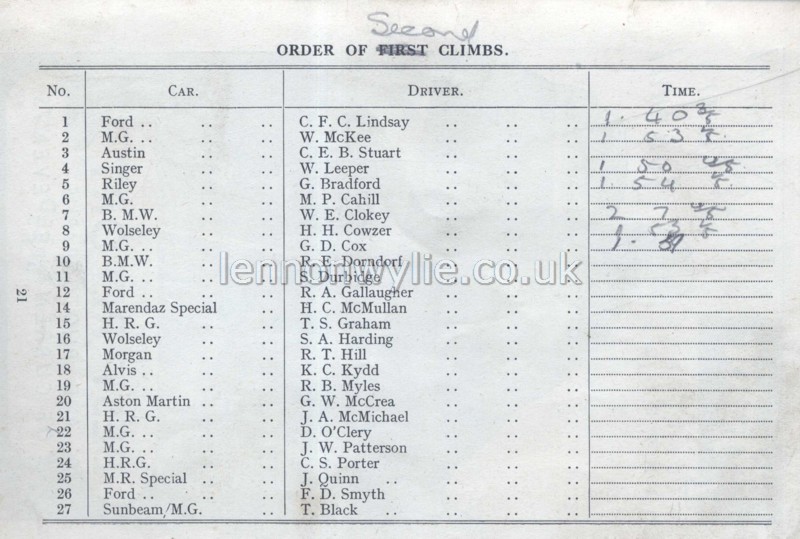 Second
ORDER OF FIRST CLIMBS.
No. CAR. DRIVER. TIME.
1 Ford .. .. .. C. F. C. Lindsay .. .. .. 1. 40 3/5
2 M.G. .. .. .. W. McKee .. .. .. 1 53
3 Austin .. .. C. E. B. Stuart .. .. ..
4 Singer .. .. W. Leeper .. .. .. 1 50 4/5
5 Riley .. .. G. Bradford .. .. .. 1. 54
6 M.G. .. .. M. P. Cahill .. .. ..
7 B. M.W. .. .. W. E. Clokey .. .. .. 2 7 4/5
8 Wolseley .. .. H. H. Cowzer .. .. .. 1 53
9 M.G. .. .. .. G. D. Cox .. .. .. 1.
10 B.M.W. .. .. R. E. Dorndorf .. .. ..
11 M.G. .. .. .. S. Durbidge .. .. ..
lennonwylie.co.uk
12 Ford .. .. .. R. A. Gallaugher .. .. ..
14 Marendaz Special .. H. C. McMullan .. .. ..
15 H. R. G. .. .. T. S. Graham .. .. ..
16 Wolseley .. .. S. A. Harding .. .. ..
17 Morgan .. .. R. T. Hill .. .. ..
18 Alvis .. .. .. K. C. Kydd .. .. ..
19 M.G. .. .. .. R. B. Myles .. .. ..
20 Aston Martin .. .. G. W. McCrea .. .. ..
21 H. R. G. .. .. J. A. McMichael .. .. ..
22 M.G. .. .. .. D. O'Clery .. .. ..
23 M.G. .. .. .. J. W. Patterson .. .. ..
24 H.R.G. .. .. C. S. Porter .. .. ..
25 M.R. Special .. .. J. Quinn .. .. ..
26 Ford .. .. .. F. D. Smyth .. .. ..
27 Sunbeam/M.G. .. .. T. Black .. .. ..
21